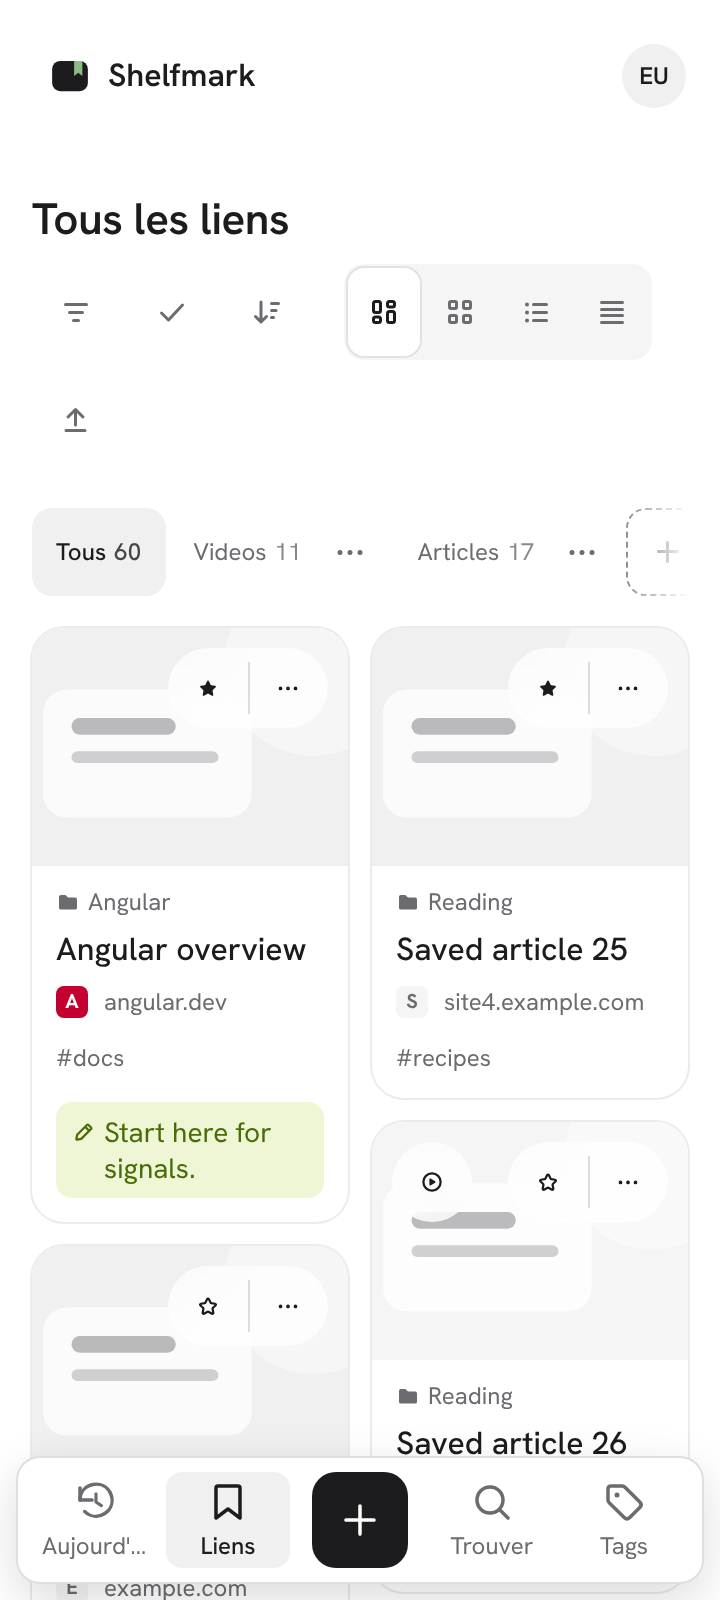 Shelfmark
EU
Tous les liens
Tous 60
Videos 11
Articles 17
Angular
Angular overview
A angular.dev
#docs
Start here for
signals.
Reading
Saved article 25
S site4.example.com
#recipes
Reading
Saved article 26
E example.com
Aujourd'...
Liens
Trouver
Tags